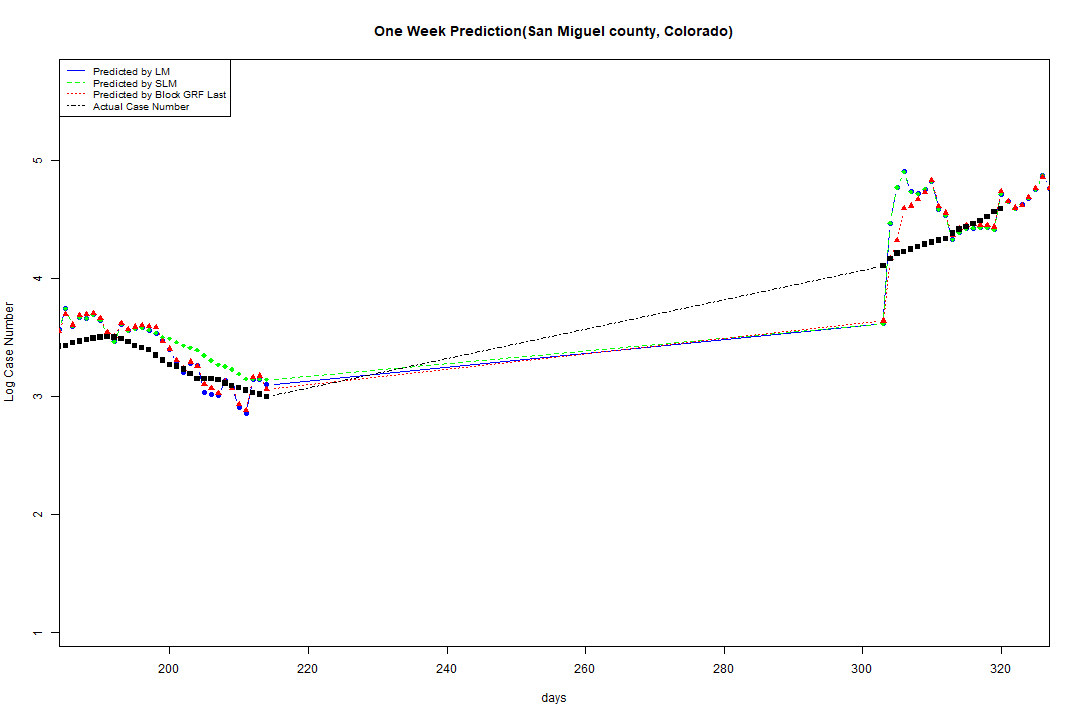 One Week Prediction(San Miguel county, Colorado)
Predicted by LM
Predicted by SLM
Predicted by Block GRF Last
Actual Case Number
5
4
3
2
1
Log Case Number
200
220
240
260
280
300
320
days